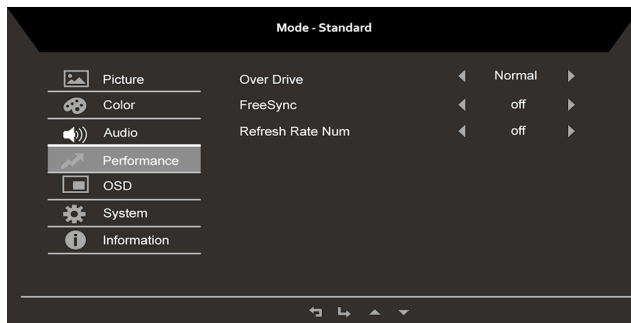 Mode - Standard
Picture
Color
Audio
Performance
OSD
System
Information
Over Drive Normal
FreeSync off
Refresh Rate Num off